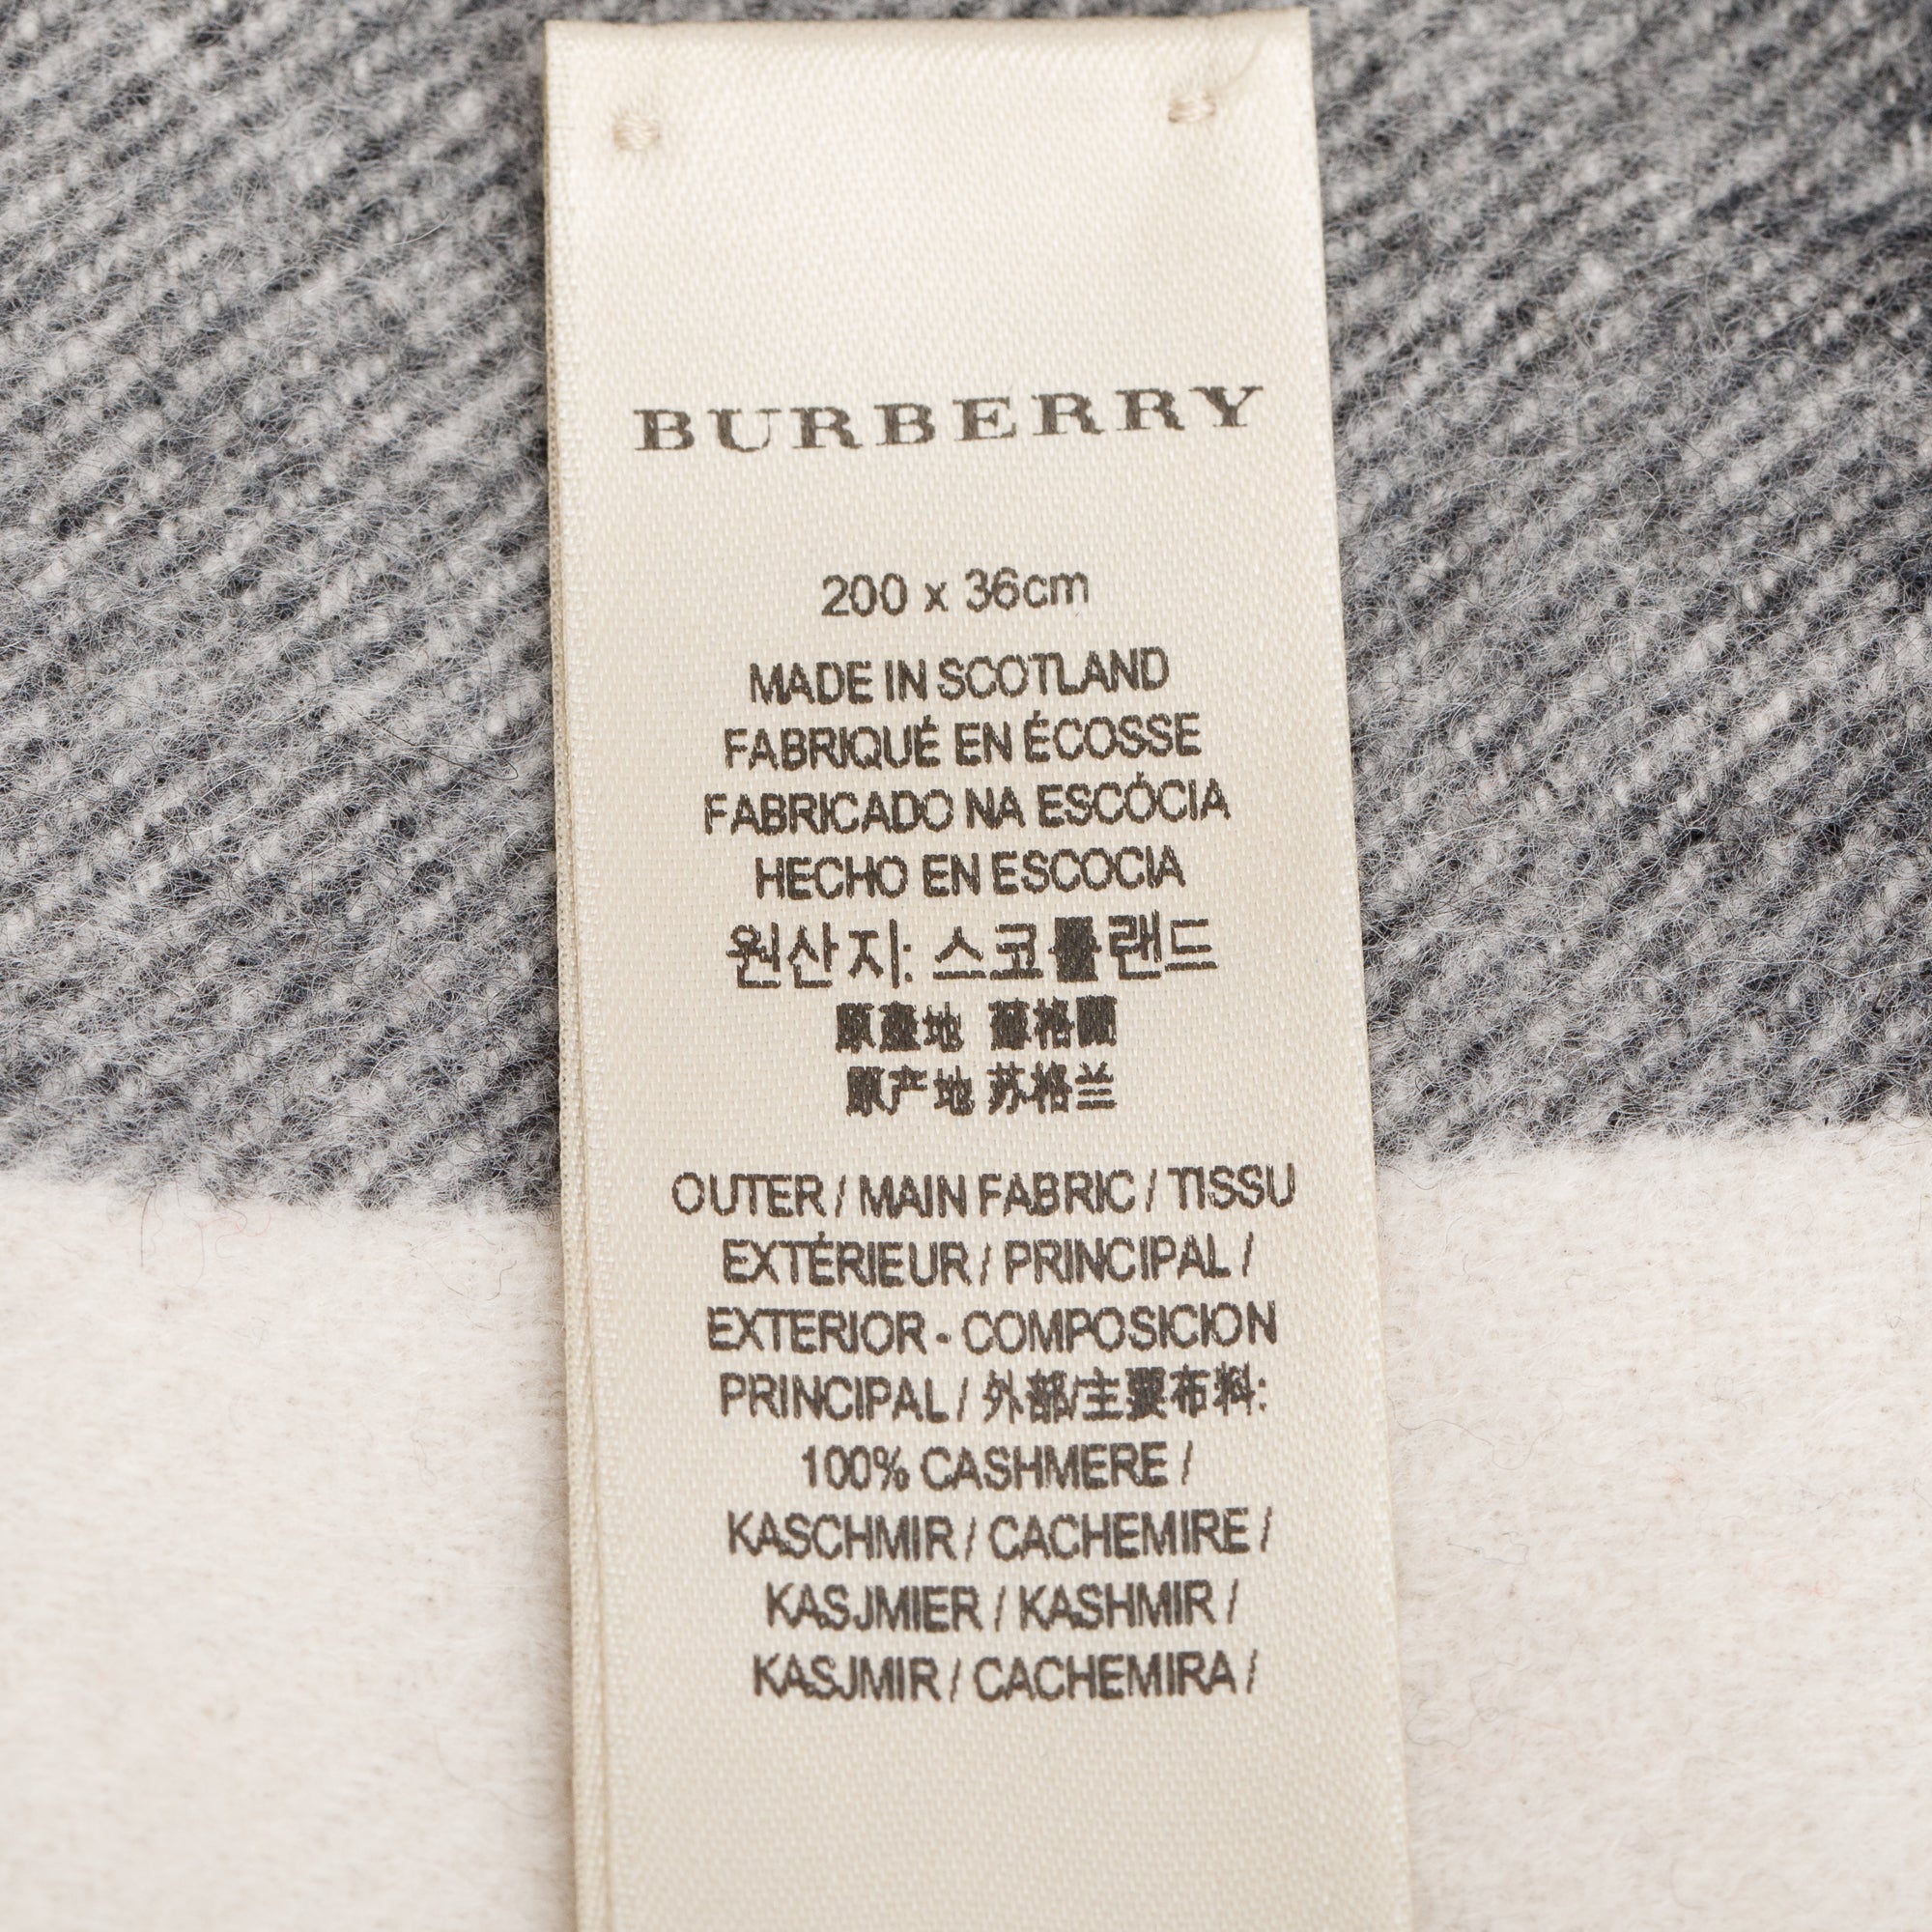 BURBERRY
200 x 36cm
MADE IN SCOTLAND
FABRIQUÉ EN ÉCOSSE
FABRICADO NA ESCÓCIA
HECHO EN ESCOCIA
원산지: 스코틀랜드
原產地 蘇格蘭
原产地 苏格兰
OUTER / MAIN FABRIC / TISSU
EXTÉRIEUR / PRINCIPAL /
EXTERIOR - COMPOSICION
PRINCIPAL / 外部/主要布料:
100% CASHMERE /
KASCHMIR / CACHEMIRE /
KASJMIER / KASHMIR /
KASJMIR / CACHEMIRA /